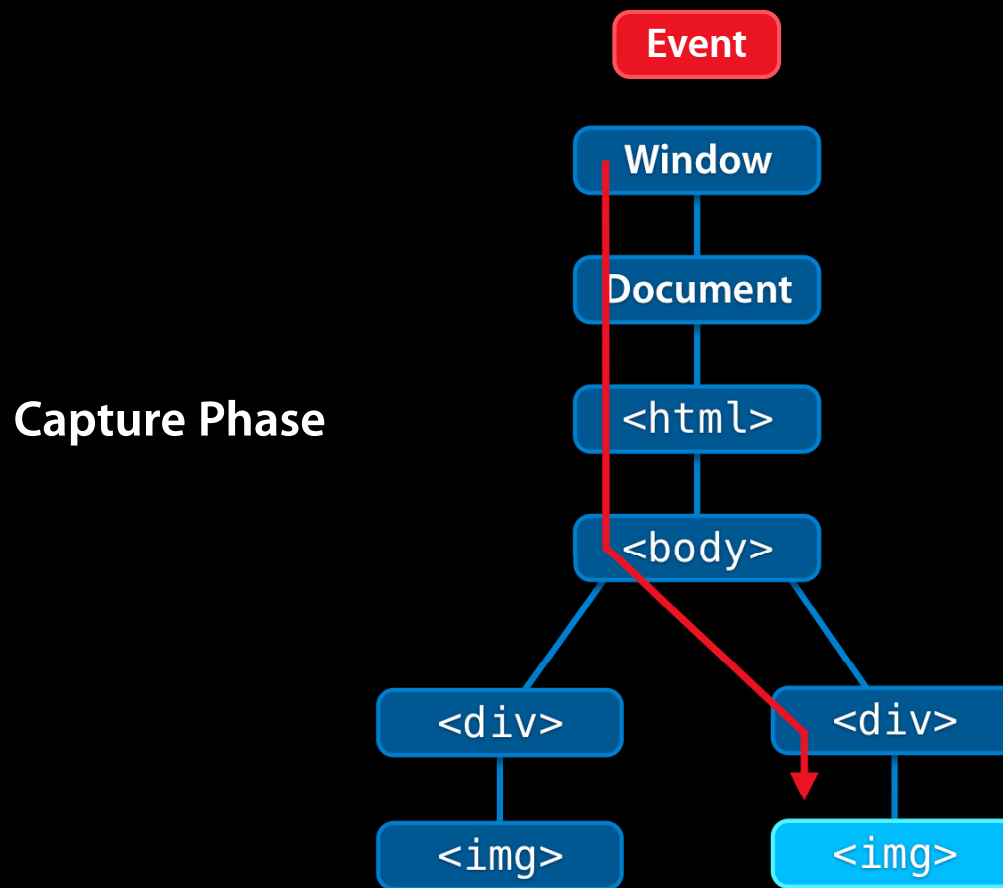 Event
Window
Document
<html>
Capture Phase
<body>
<div>
<div>
<img>
<img>